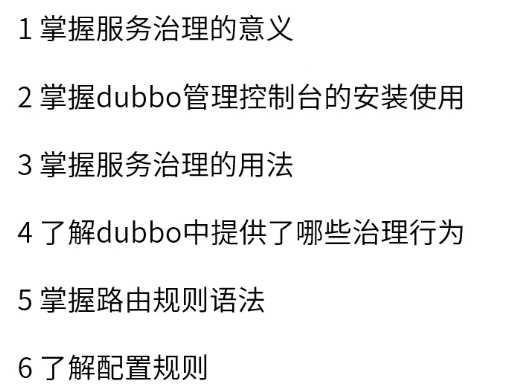 1 掌握服务治理的意义
2 掌握dubbo管理控制台的安装使用
3 掌握服务治理的用法
4 了解dubbo中提供了哪些治理行为
5 掌握路由规则语法
6 了解配置规则